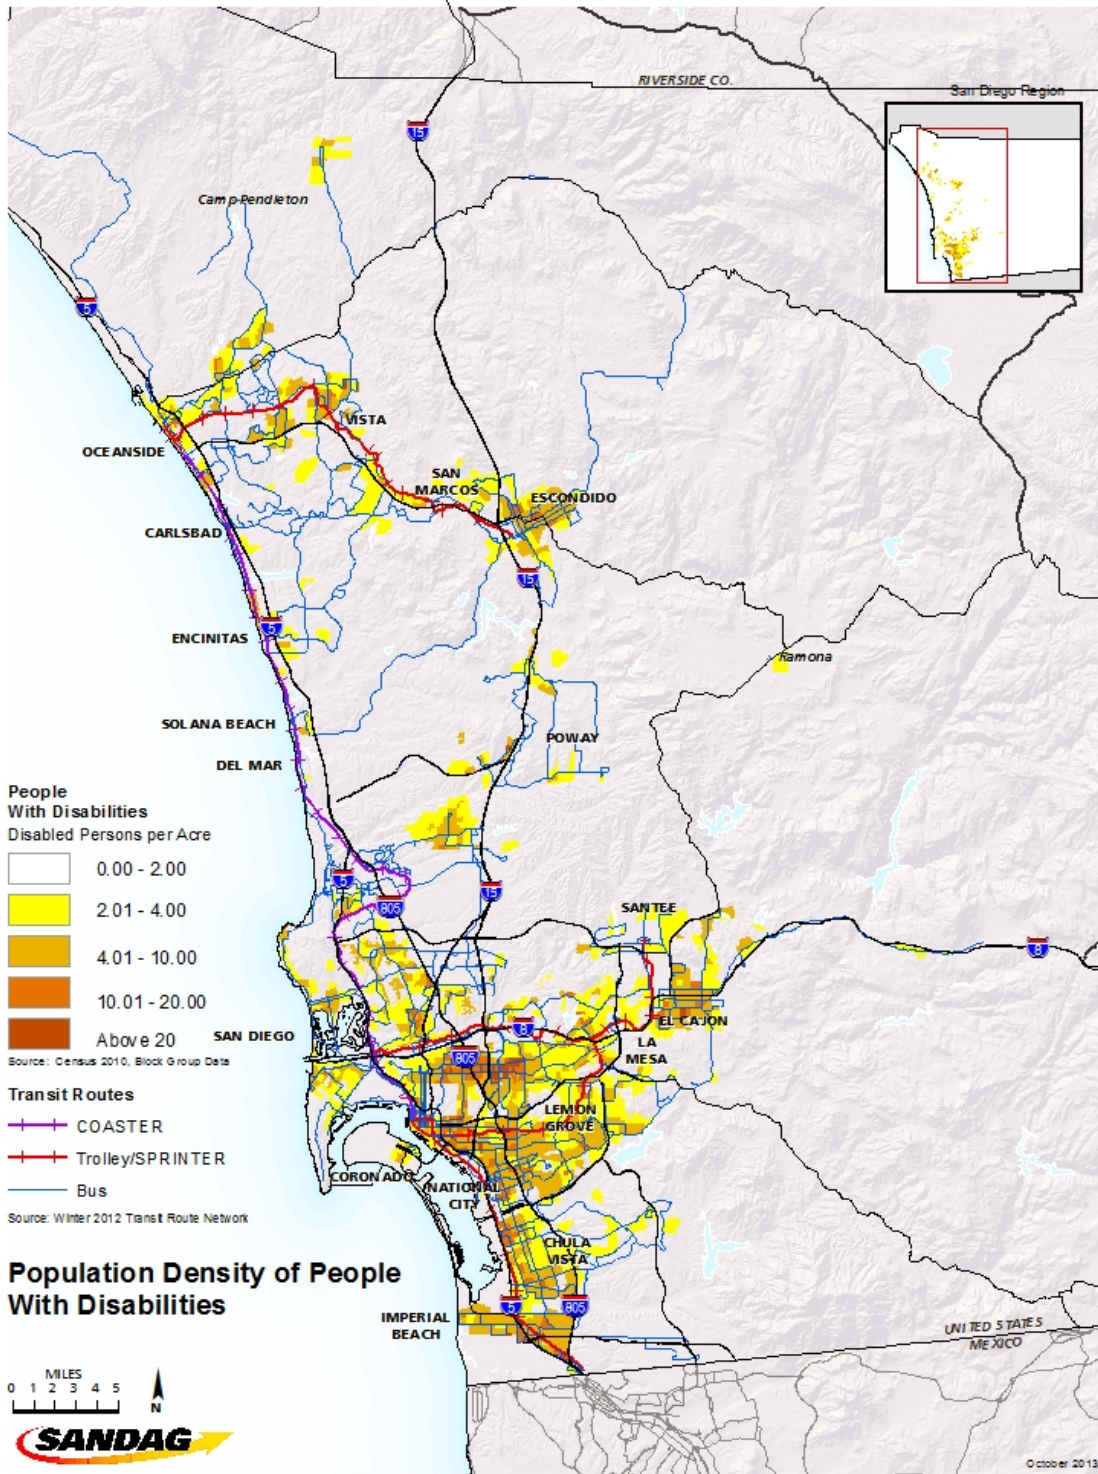 RIVERSIDE CO.
San Diego Region
15
Camp Pendleton
5
VISTA
OCEANSIDE
SAN
MARCOS
ESCONDIDO
CARLSBAD
15
5
ENCINITAS
Ramona
SOLANA BEACH
POWAY
DEL MAR
People
With Disabilities
Disabled Persons per Acre
0.00 - 2.00
2.01 - 4.00
4.01 - 10.00
10.01 - 20.00
Above 20
Source: Census 2010, Block Group Data
5
15
805
SANTEE
8
SAN DIEGO
8
EL CAJON
LA
MESA
805
Transit Routes
COASTER
Trolley/SPRINTER
Bus
Source: Winter 2012 Transit Route Network
LEMON
GROVE
CORONADO
NATIONAL
CITY
CHULA
VISTA
Population Density of People
With Disabilities
5
805
IMPERIAL
BEACH
UNITED STATES
MEXICO
MILES
0 1 2 3 4 5
N
SANDAG
October 2013